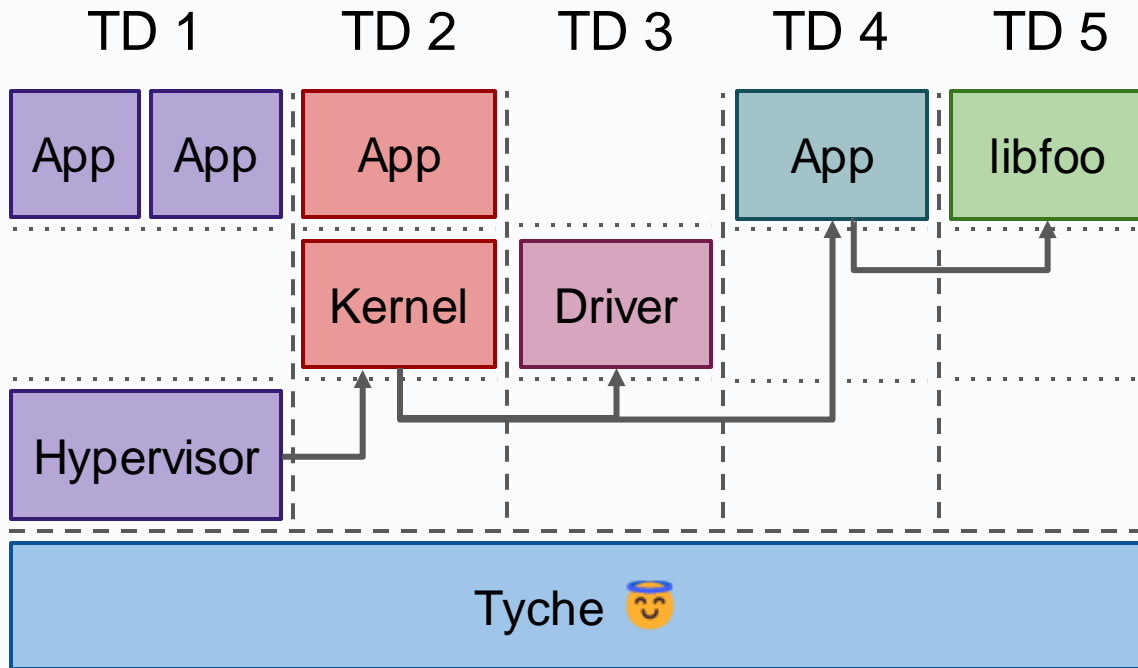 TD 1
TD 2
TD 3
TD 4
TD 5
App
App
App
App
libfoo
Kernel
Driver
Hypervisor
Tyche 😇